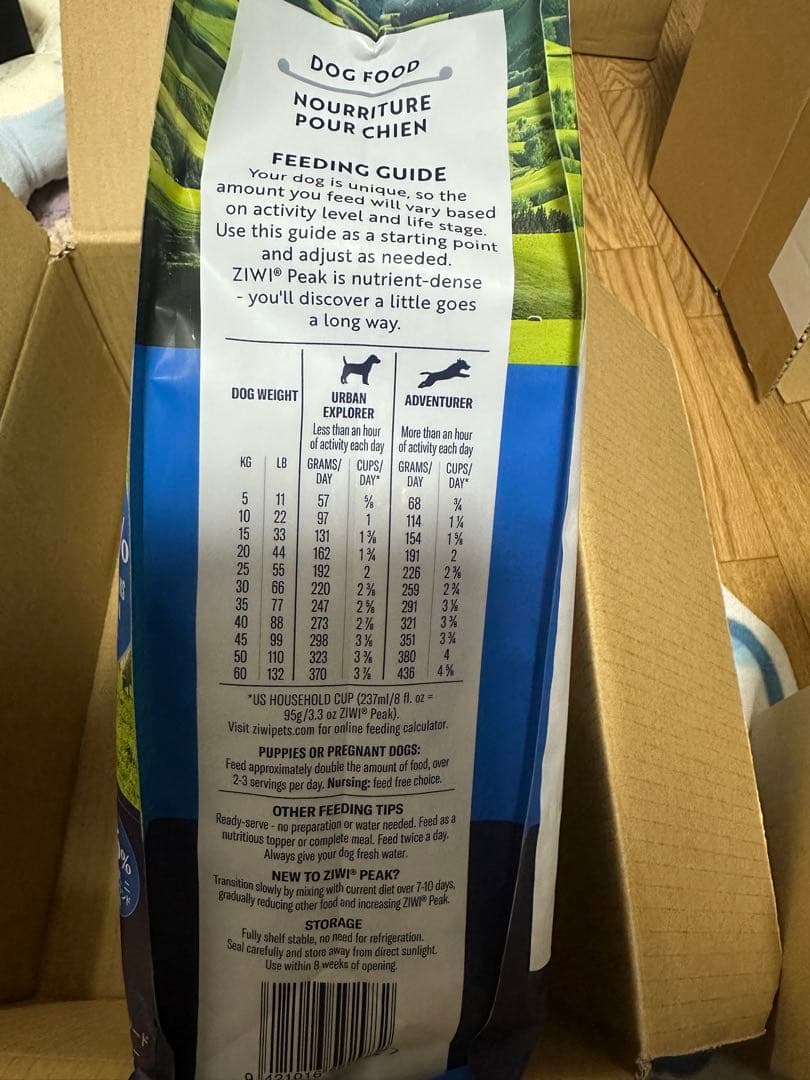 DOG FOOD
NOURRITURE
POUR CHIEN
FEEDING GUIDE
Your dog is unique, so the
amount you feed will vary based
on activity level and life stage.
Use this guide as a starting point
and adjust as needed.
ZIWI® Peak is nutrient-dense
- you'll discover a little goes
a long way.
DOG WEIGHT URBAN EXPLORER ADVENTURER
Less than an hour of activity each day More than an hour of activity each day
KG LB GRAMS/DAY CUPS/DAY* GRAMS/DAY CUPS/DAY*
5 11 57 ⅝ 68 ¾
10 22 97 1 114 1¼
15 33 131 1⅜ 154 1⅝
20 44 162 1¾ 191 2
25 55 192 2 226 2⅜
30 66 220 2⅜ 259 2¾
35 77 247 2⅝ 291 3⅛
40 88 273 2⅞ 321 3⅜
45 99 298 3⅛ 351 3¾
50 110 323 3⅜ 380 4
60 132 370 3⅞ 436 4⅝
*US HOUSEHOLD CUP (237ml/8 fl. oz =
95g/3.3 oz ZIWI® Peak).
Visit ziwipets.com for online feeding calculator.
PUPPIES OR PREGNANT DOGS:
Feed approximately double the amount of food, over
2-3 servings per day. Nursing: feed free choice.
OTHER FEEDING TIPS
Ready-serve - no preparation or water needed. Feed as a
nutritious topper or complete meal. Feed twice a day.
Always give your dog fresh water.
NEW TO ZIWI® PEAK?
Transition slowly by mixing with current diet over 7-10 days,
gradually reducing other food and increasing ZIWI® Peak.
STORAGE
Fully shelf stable, no need for refrigeration.
Seal carefully and store away from direct sunlight.
Use within 8 weeks of opening.
9 421016